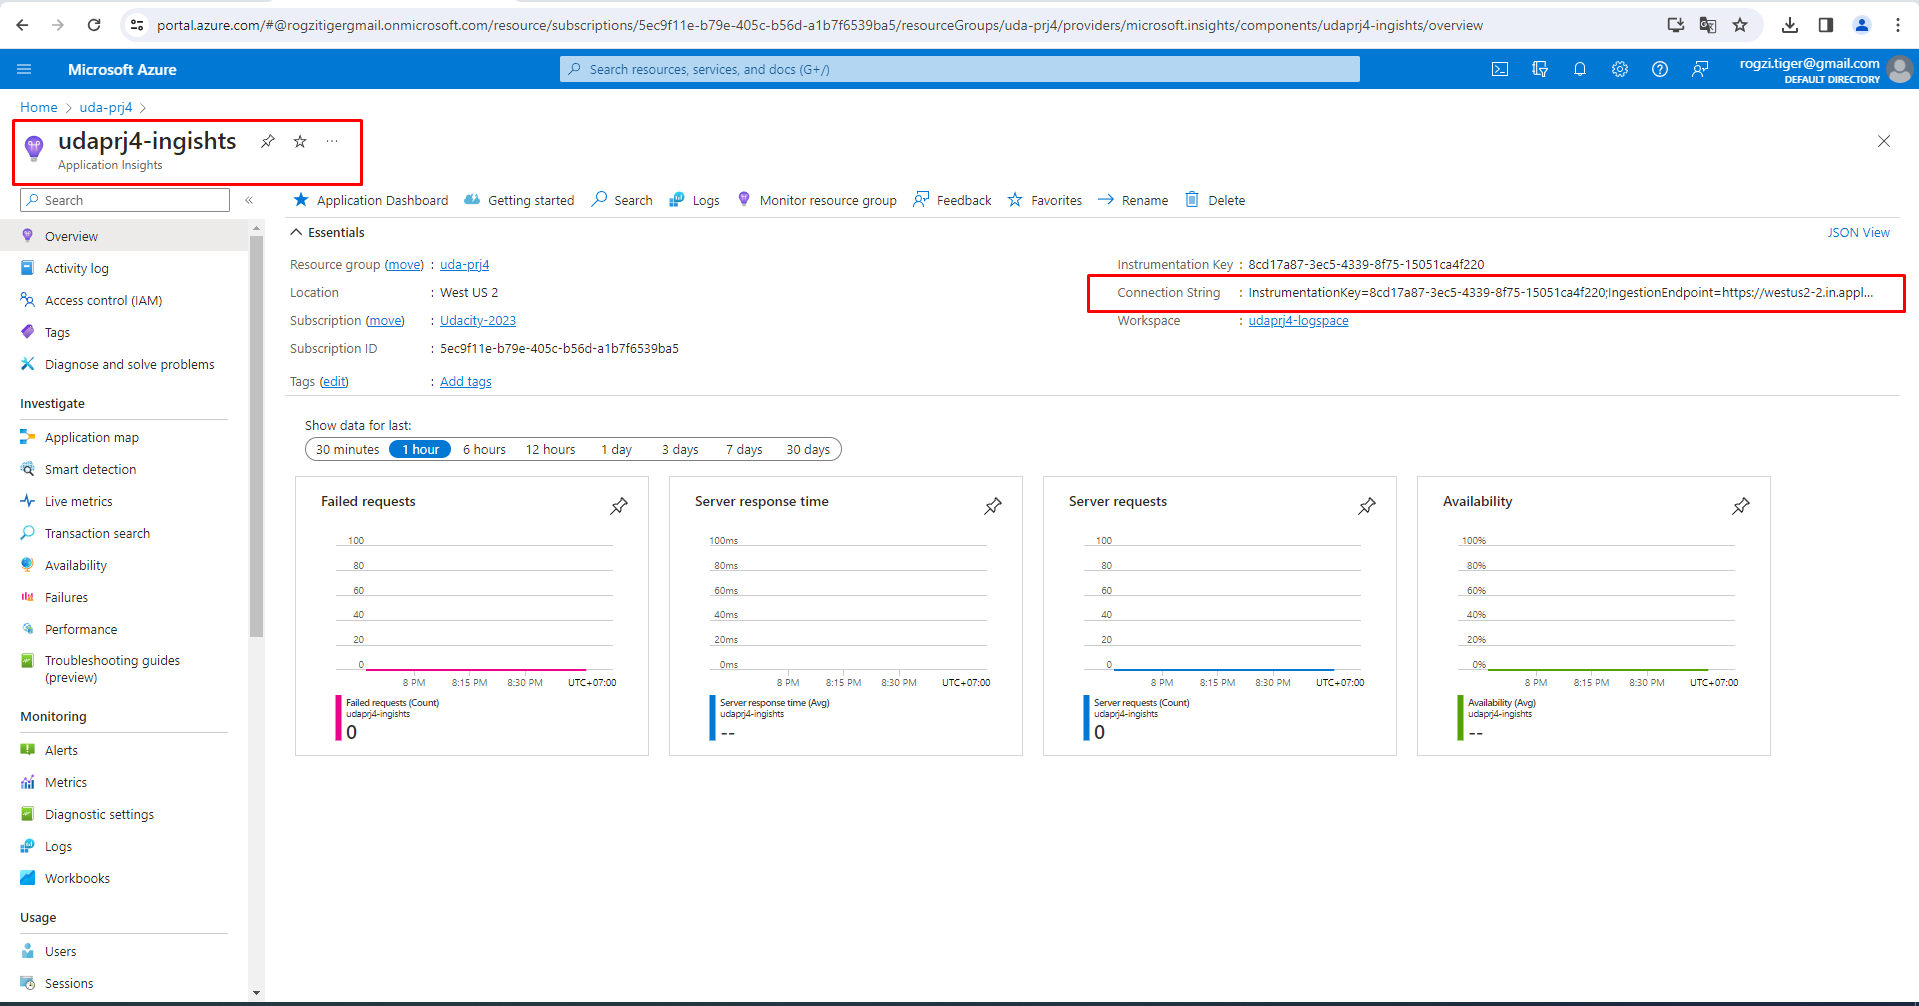 portal.azure.com/#@rogzitigergmail.onmicrosoft.com/resource/subscriptions/5ec9f11e-b79e-405c-b56d-a1b7f6539ba5/resourceGroups/uda-prj4/providers/microsoft.insights/components/udaprj4-ingishts/overview
Microsoft Azure
Search resources, services, and docs (G+/)
rogzi.tiger@gmail.com
DEFAULT DIRECTORY
Home > uda-prj4 >
udaprj4-ingishts
Application Insights
Search
Application Dashboard Getting started Search Logs Monitor resource group Feedback Favorites Rename Delete
Overview
Activity log
Access control (IAM)
Tags
Diagnose and solve problems
Investigate
Application map
Smart detection
Live metrics
Transaction search
Availability
Failures
Performance
Troubleshooting guides
(preview)
Monitoring
Alerts
Metrics
Diagnostic settings
Logs
Workbooks
Usage
Users
Sessions
Essentials
JSON View
Resource group (move) : uda-prj4
Location : West US 2
Subscription (move) : Udacity-2023
Subscription ID : 5ec9f11e-b79e-405c-b56d-a1b7f6539ba5
Tags (edit) : Add tags
Instrumentation Key : 8cd17a87-3ec5-4339-8f75-15051ca4f220
Connection String : InstrumentationKey=8cd17a87-3ec5-4339-8f75-15051ca4f220;IngestionEndpoint=https://westus2-2.in.appl...
Workspace : udaprj4-logspace
Show data for last:
30 minutes 1 hour 6 hours 12 hours 1 day 3 days 7 days 30 days
Failed requests
100
80
60
40
20
0
8 PM 8:15 PM 8:30 PM UTC+07:00
Failed requests (Count)
udaprj4-ingishts
0
Server response time
100ms
80ms
60ms
40ms
20ms
0ms
8 PM 8:15 PM 8:30 PM UTC+07:00
Server response time (Avg)
udaprj4-ingishts
--
Server requests
100
80
60
40
20
0
8 PM 8:15 PM 8:30 PM UTC+07:00
Server requests (Count)
udaprj4-ingishts
0
Availability
100%
80%
60%
40%
20%
0%
8 PM 8:15 PM 8:30 PM UTC+07:00
Availability (Avg)
udaprj4-ingishts
--